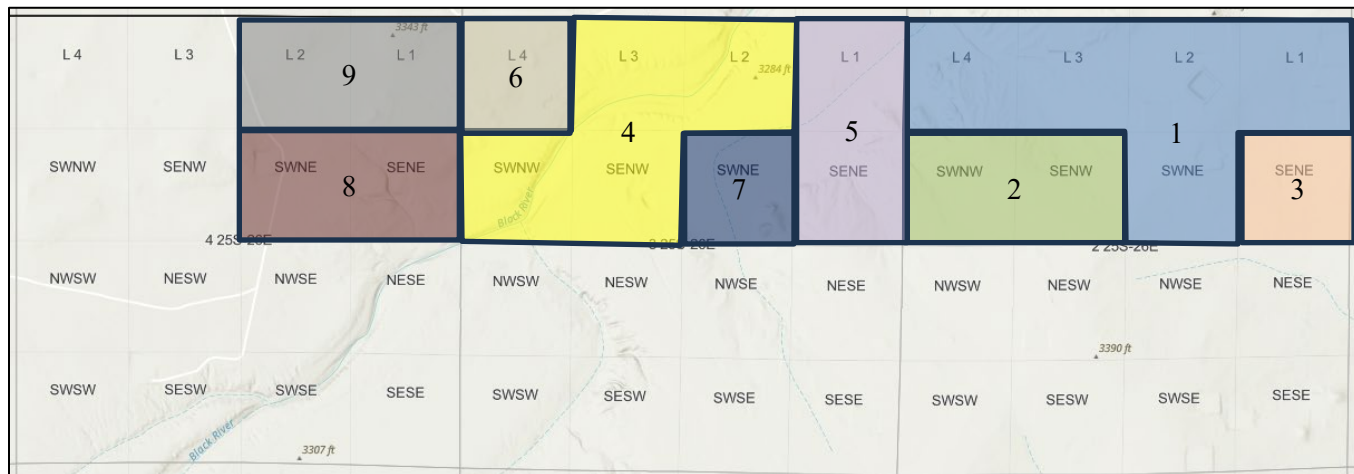 3343 ft
L 4 L 3 L 2 L 1 L 4 L 3 L 2 L 1 L 4 L 3 L 2 L 1
9 6 3284 ft
4 5 1
SWNW SENW SWNE SENE SWNW SENW SWNE SENE SWNW SENW SWNE SENE
8 7 2 3
Black River
4 25S-26E 3 25S-26E 2 25S-26E
NWSW NESW NWSE NESE NWSW NESW NWSE NESE NWSW NESW NWSE NESE
3390 ft
SWSW SESW SWSE SESE SWSW SESW SWSE SESE SWSW SESW SWSE SESE
Black River
3307 ft